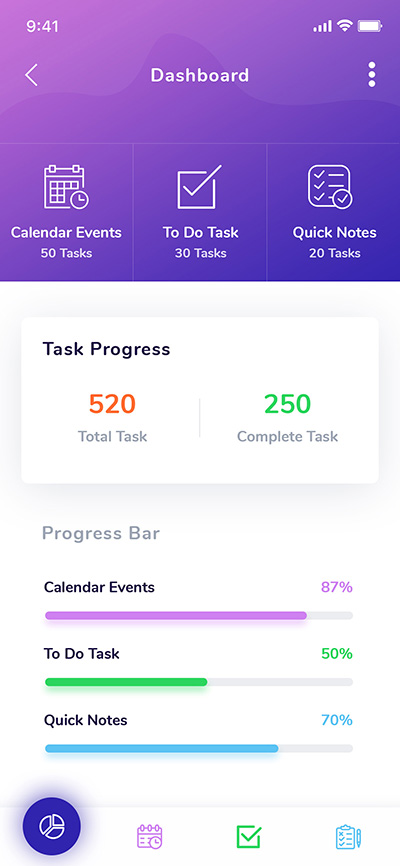 9:41
Dashboard
Calendar Events To Do Task Quick Notes
50 Tasks 30 Tasks 20 Tasks
Task Progress
520 250
Total Task Complete Task
Progress Bar
Calendar Events 87%
To Do Task 50%
Quick Notes 70%